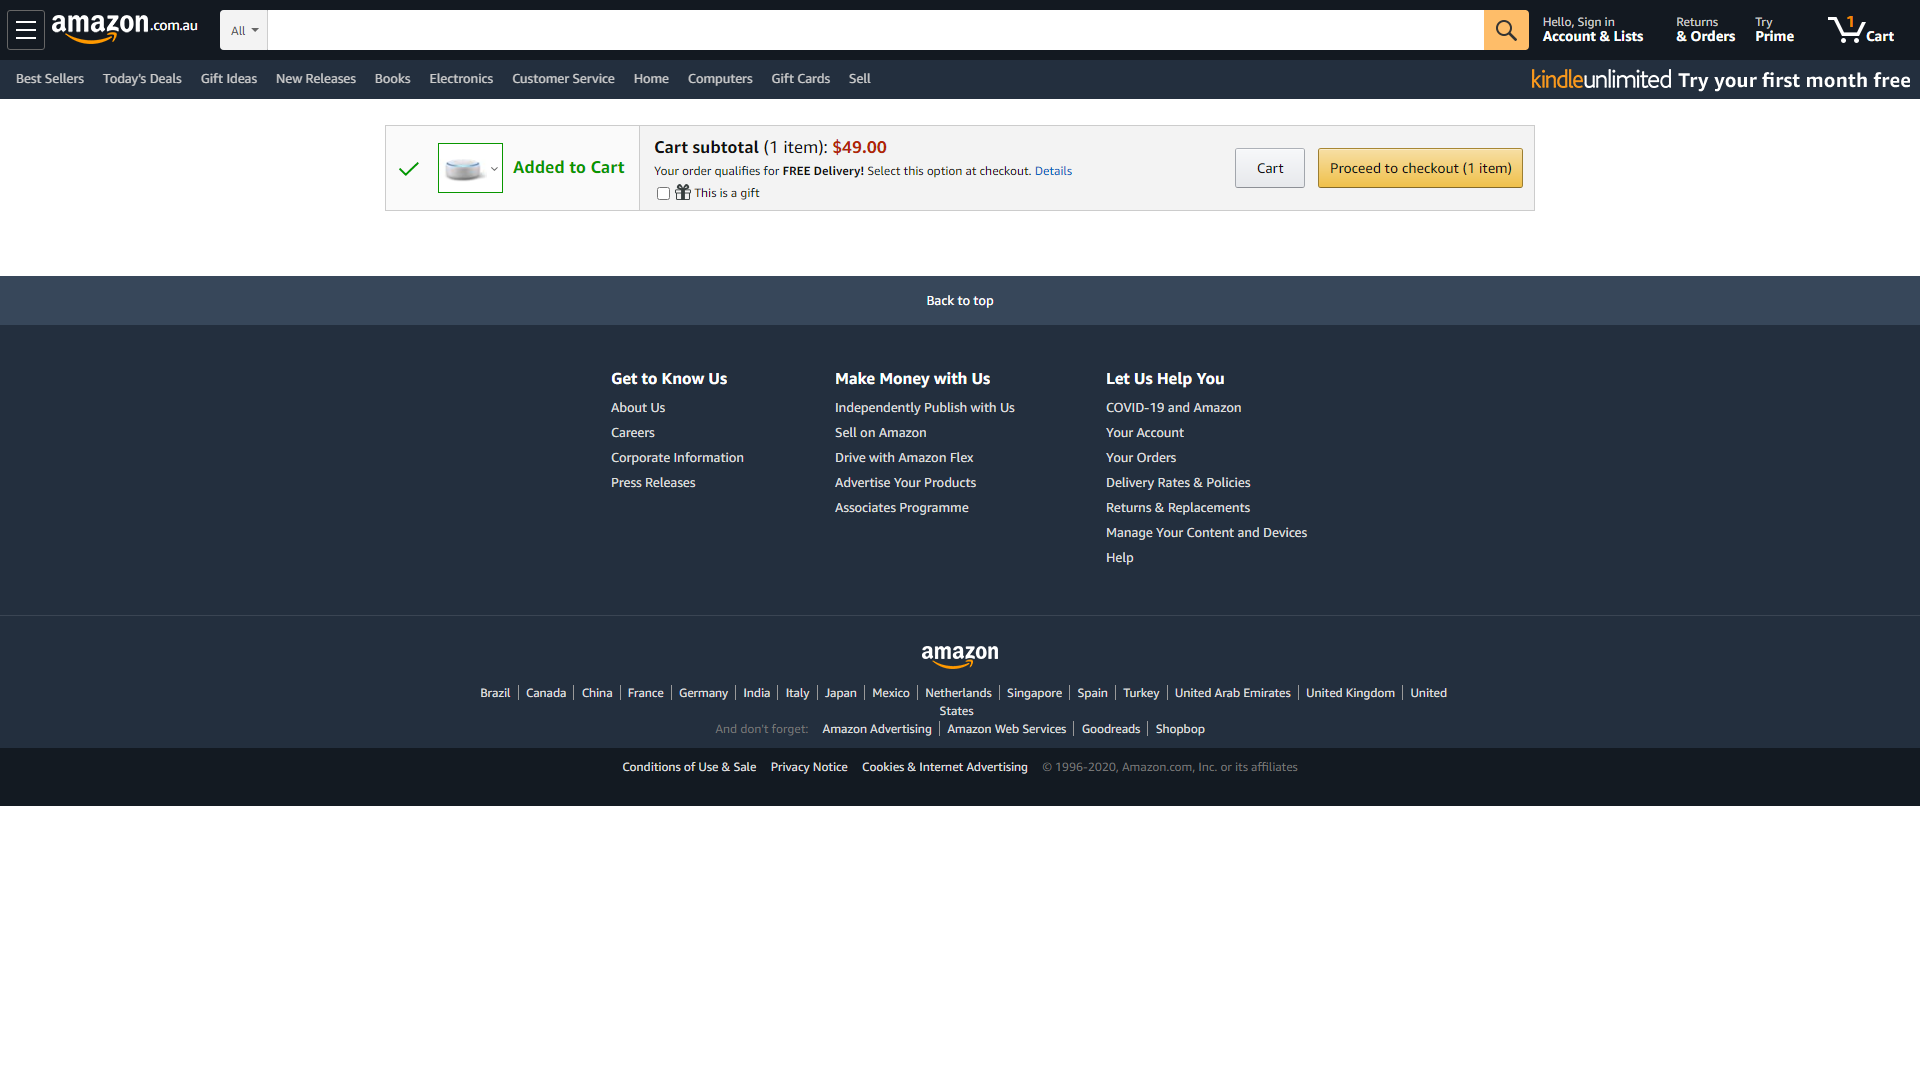 amazon.com.au
All
Hello, Sign in
Account & Lists
Returns
& Orders
Try
Prime
1
Cart
Best Sellers
Today's Deals
Gift Ideas
New Releases
Books
Electronics
Customer Service
Home
Computers
Gift Cards
Sell
kindleunlimited Try your first month free
Added to Cart
Cart subtotal (1 item): $49.00
Your order qualifies for FREE Delivery! Select this option at checkout. Details
This is a gift
Cart
Proceed to checkout (1 item)
Back to top
Get to Know Us
About Us
Careers
Corporate Information
Press Releases
Make Money with Us
Independently Publish with Us
Sell on Amazon
Drive with Amazon Flex
Advertise Your Products
Associates Programme
Let Us Help You
COVID-19 and Amazon
Your Account
Your Orders
Delivery Rates & Policies
Returns & Replacements
Manage Your Content and Devices
Help
amazon
Brazil Canada China France Germany India Italy Japan Mexico Netherlands Singapore Spain Turkey United Arab Emirates United Kingdom United
States
And don't forget: Amazon Advertising Amazon Web Services Goodreads Shopbop
Conditions of Use & Sale Privacy Notice Cookies & Internet Advertising © 1996-2020, Amazon.com, Inc. or its affiliates